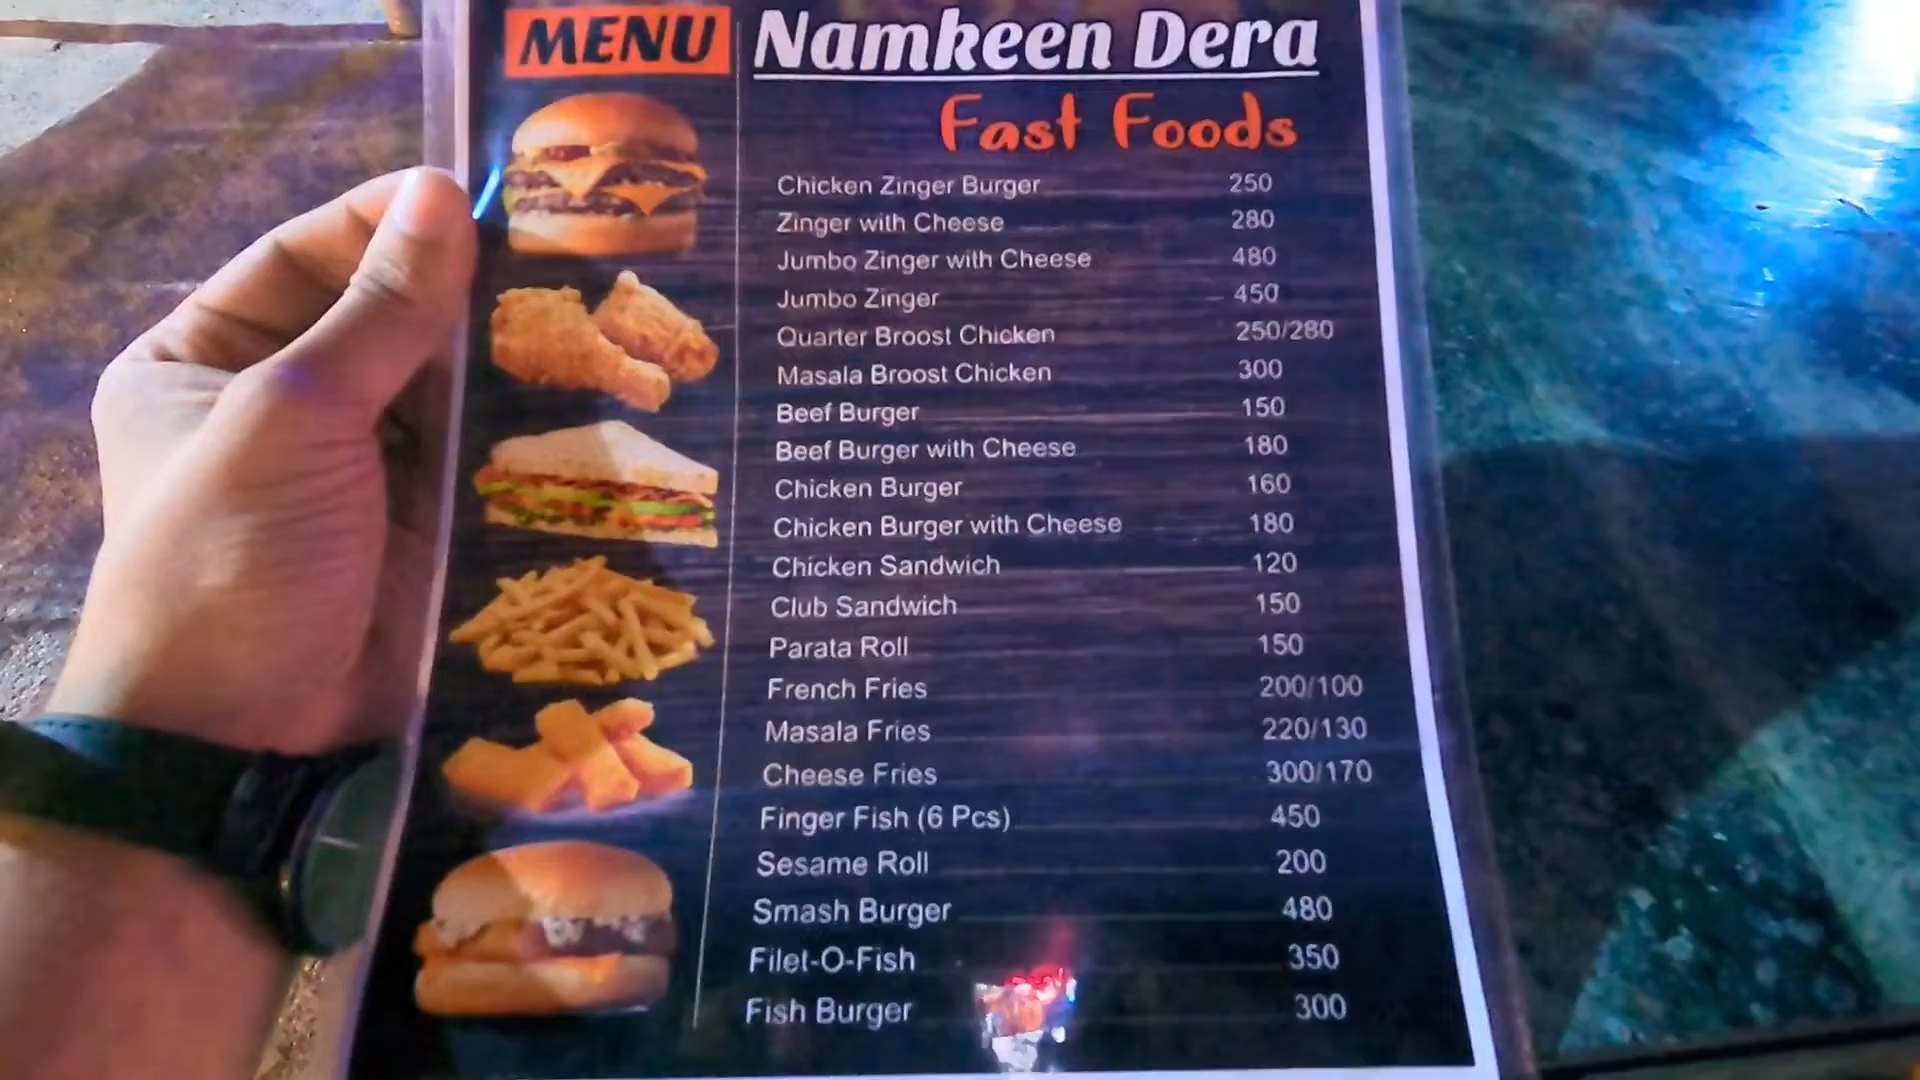 MENU Namkeen Dera
Fast Foods
Chicken Zinger Burger 250
Zinger with Cheese 280
Jumbo Zinger with Cheese 480
Jumbo Zinger 450
Quarter Broost Chicken 250/280
Masala Broost Chicken 300
Beef Burger 150
Beef Burger with Cheese 180
Chicken Burger 160
Chicken Burger with Cheese 180
Chicken Sandwich 120
Club Sandwich 150
Parata Roll 150
French Fries 200/100
Masala Fries 220/130
Cheese Fries 300/170
Finger Fish (6 Pcs) 450
Sesame Roll 200
Smash Burger 480
Filet-O-Fish 350
Fish Burger 300